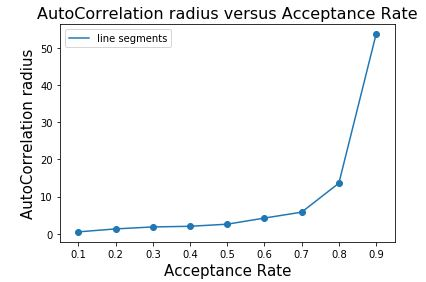 AutoCorrelation radius versus Acceptance Rate
line segments
AutoCorrelation radius
50
40
30
20
10
0
0.1 0.2 0.3 0.4 0.5 0.6 0.7 0.8 0.9
Acceptance Rate